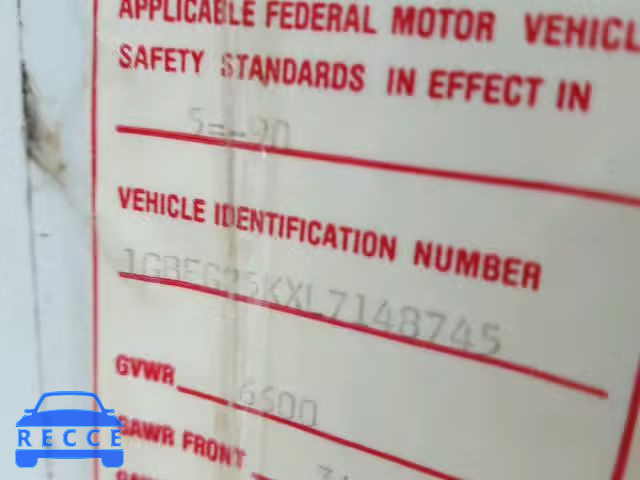 APPLICABLE FEDERAL MOTOR VEHICL
SAFETY STANDARDS IN EFFECT IN
5--90
VEHICLE IDENTIFICATION NUMBER
1GBEG25KXL7148745
GVWR 6500
GAWR FRONT
RECCE